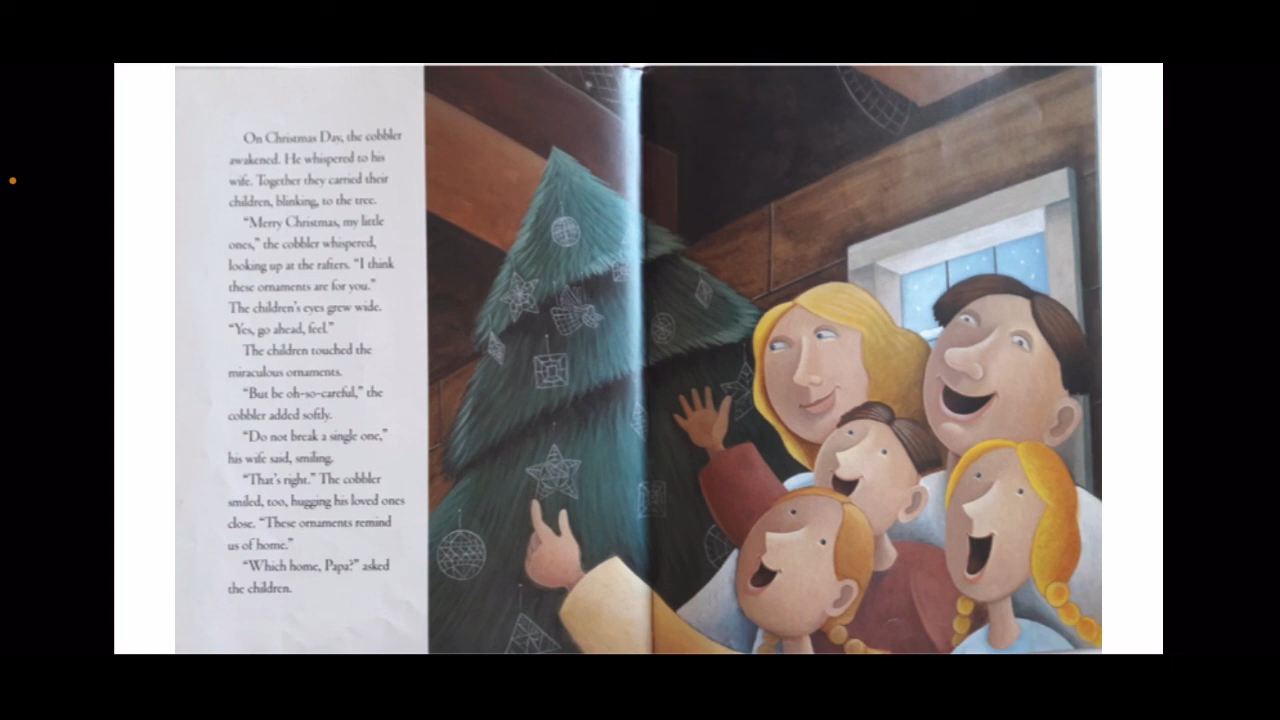 On Christmas Day, the cobbler
awakened. He whispered to his
wife. Together they carried their
children, blinking, to the tree.
“Merry Christmas, my little
ones,” the cobbler whispered,
looking up at the rafters. “I think
these ornaments are for you.”
The children’s eyes grew wide.
“Yes, go ahead, feel.”
The children touched the
miraculous ornaments.
“But be oh-so-careful,” the
cobbler added softly.
“Do not break a single one,”
his wife said, smiling.
“That’s right.” The cobbler
smiled, too, hugging his loved ones
close. “These ornaments remind
us of home.”
“Which home, Papa?” asked
the children.